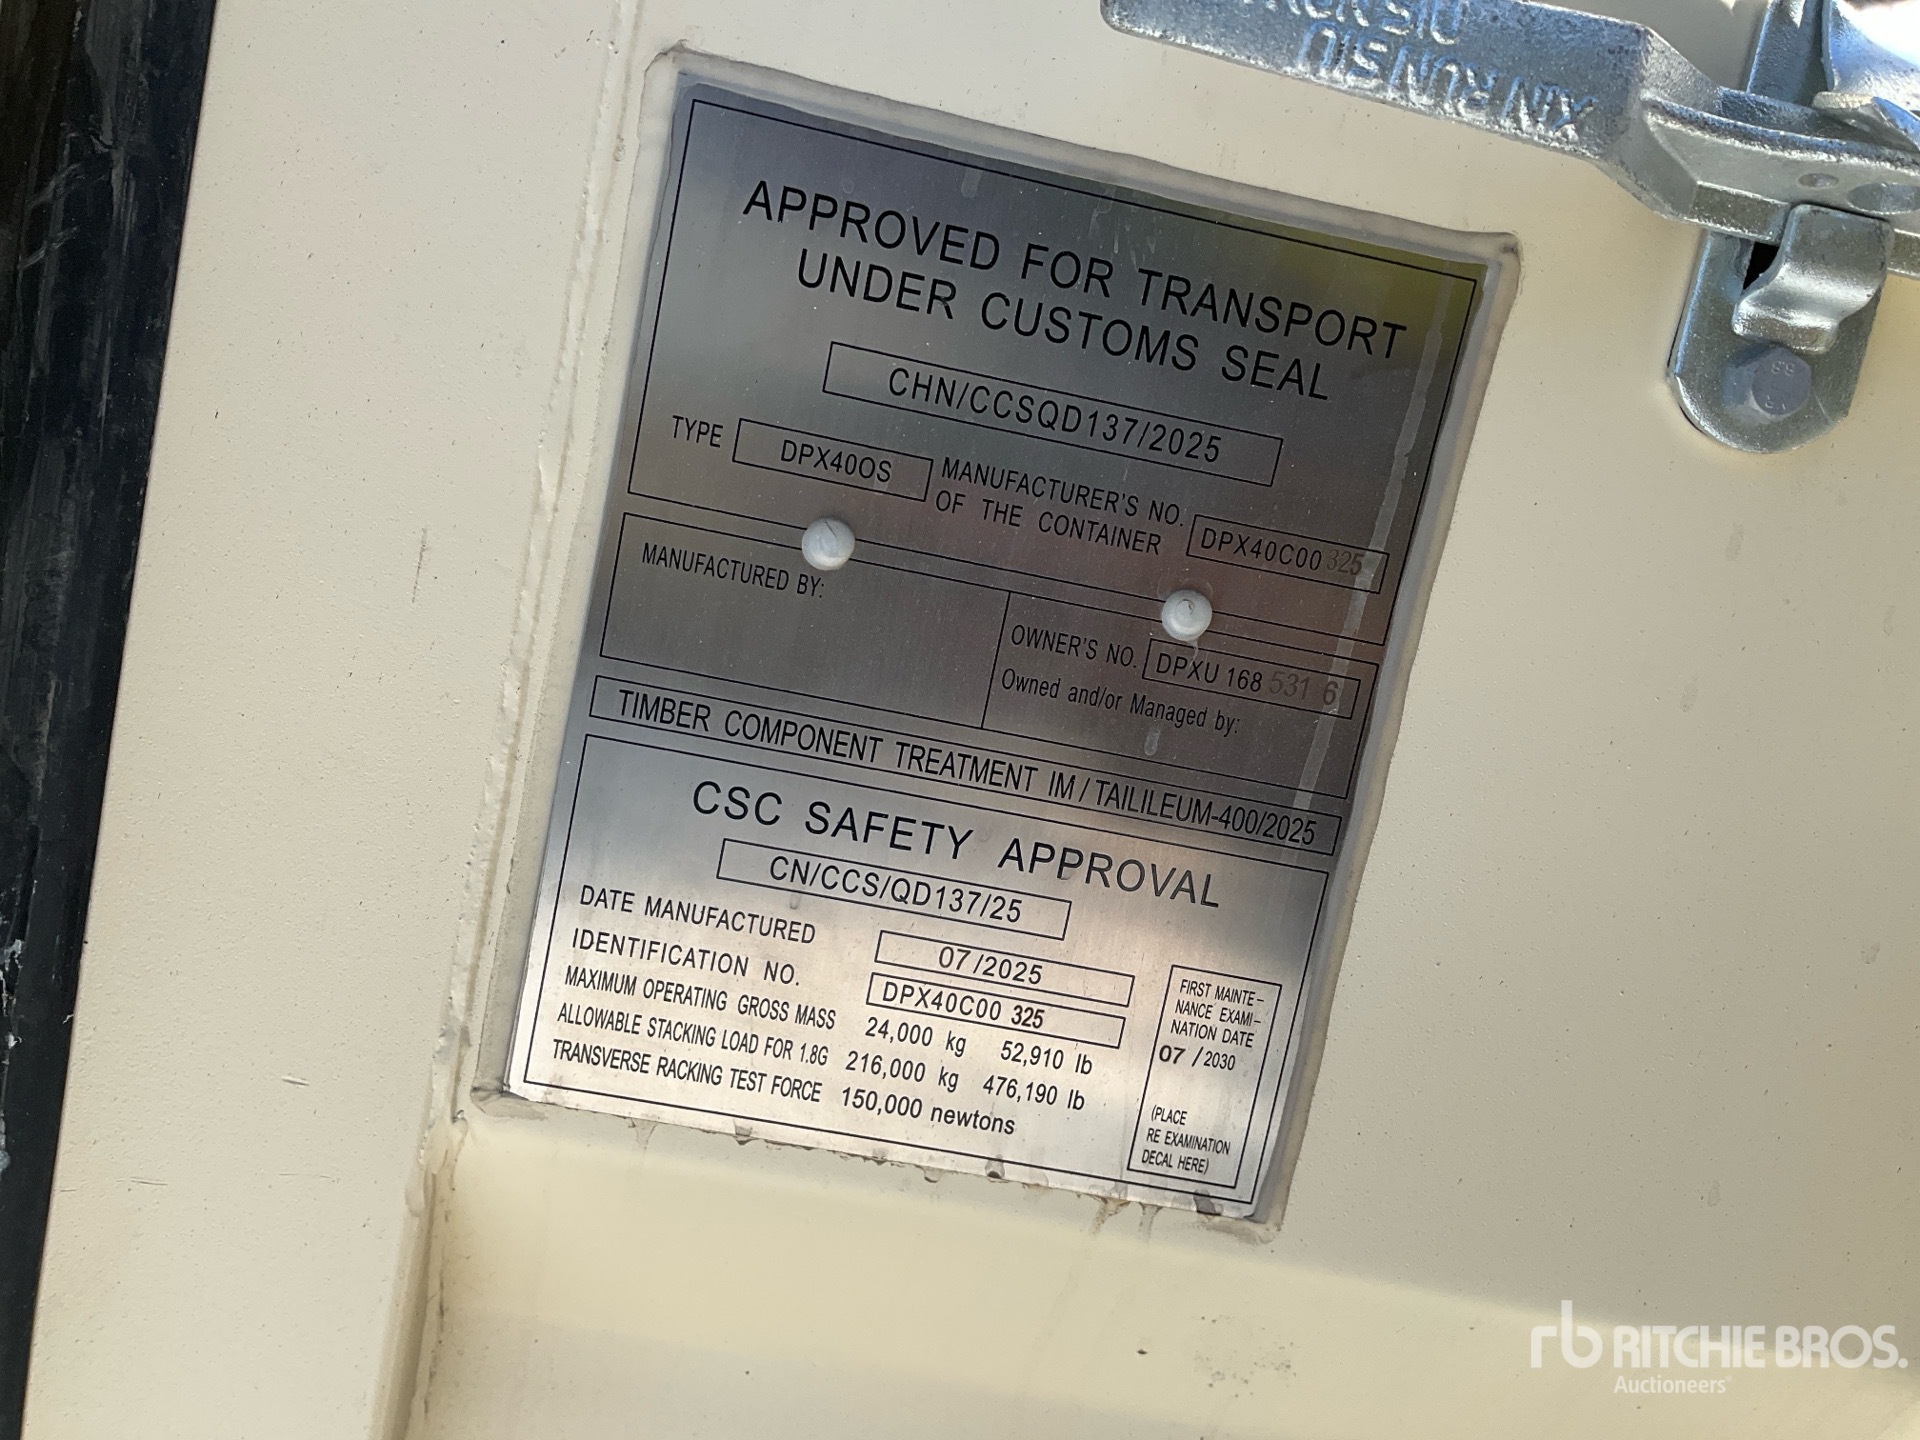 XIN RUN SID
APPROVED FOR TRANSPORT
UNDER CUSTOMS SEAL
CHN/CCSQD137/2025
TYPE DPX40OS
MANUFACTURER'S NO.
OF THE CONTAINER
DPX40C00 325
MANUFACTURED BY:
OWNER'S NO. DPXU 168 531 6
Owned and/or Managed by:
TIMBER COMPONENT TREATMENT IM / TAILILEUM-400/2025
CSC SAFETY APPROVAL
CN/CCS/QD137/25
DATE MANUFACTURED 07/2025
IDENTIFICATION NO. DPX40C00 325
MAXIMUM OPERATING GROSS MASS 24,000 kg 52,910 lb
ALLOWABLE STACKING LOAD FOR 1.8G 216,000 kg 476,190 lb
TRANSVERSE RACKING TEST FORCE 150,000 newtons
FIRST MAINTE-
NANCE EXAMI-
NATION DATE
07 / 2030
(PLACE
RE EXAMINATION
DECAL HERE)
rb RITCHIE BROS.
Auctioneers